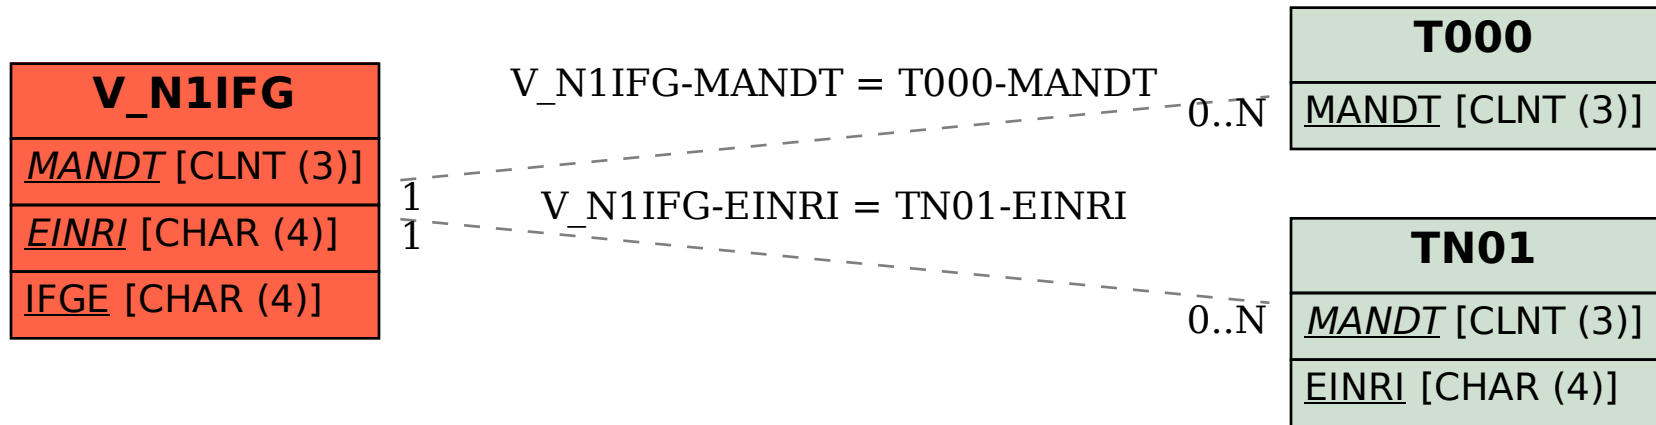 V_N1IFG
MANDT [CLNT (3)]
EINRI [CHAR (4)]
IFGE [CHAR (4)]
V_N1IFG-MANDT = T000-MANDT
0..N
1
V_N1IFG-EINRI = TN01-EINRI
1
0..N
T000
MANDT [CLNT (3)]
TN01
MANDT [CLNT (3)]
EINRI [CHAR (4)]